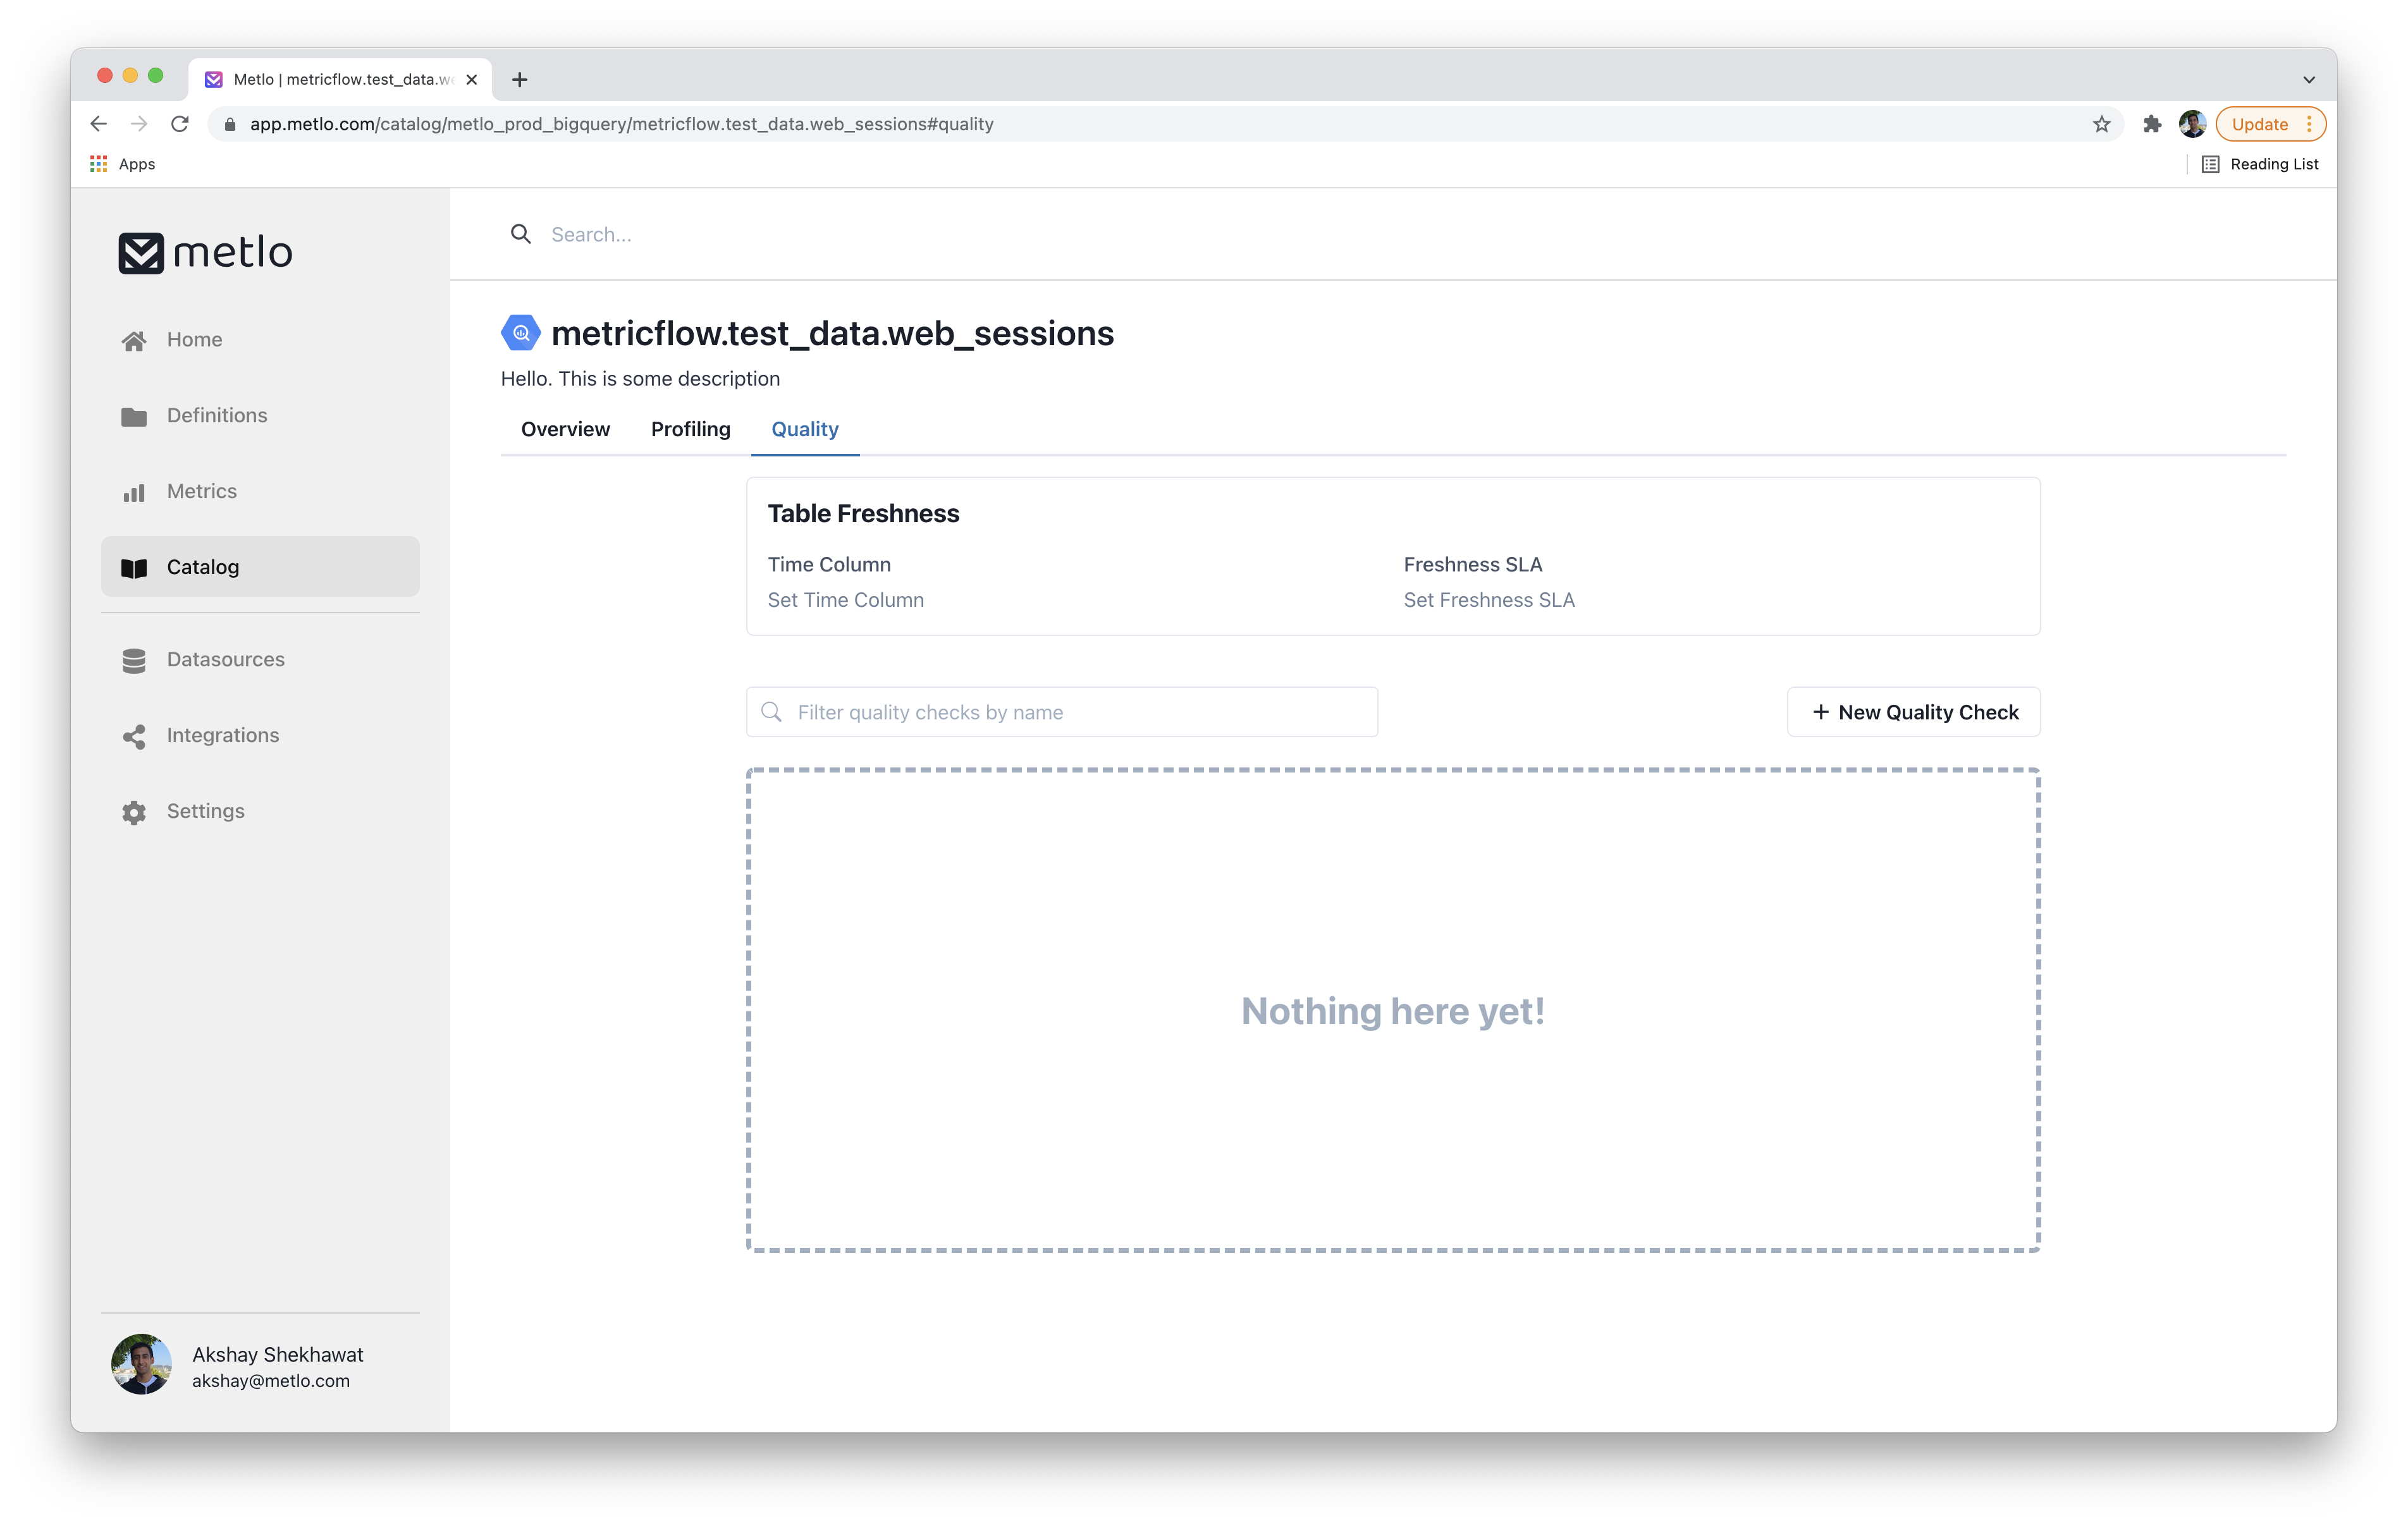 Metlo | metricflow.test_data.we
app.metlo.com/catalog/metlo_prod_bigquery/metricflow.test_data.web_sessions#quality
Update
Apps
Reading List
metlo
Search...
Home
Definitions
Metrics
Catalog
Datasources
Integrations
Settings
metricflow.test_data.web_sessions
Hello. This is some description
Overview Profiling Quality
Table Freshness
Time Column Freshness SLA
Set Time Column Set Freshness SLA
Filter quality checks by name
+ New Quality Check
Nothing here yet!
Akshay Shekhawat
akshay@metlo.com